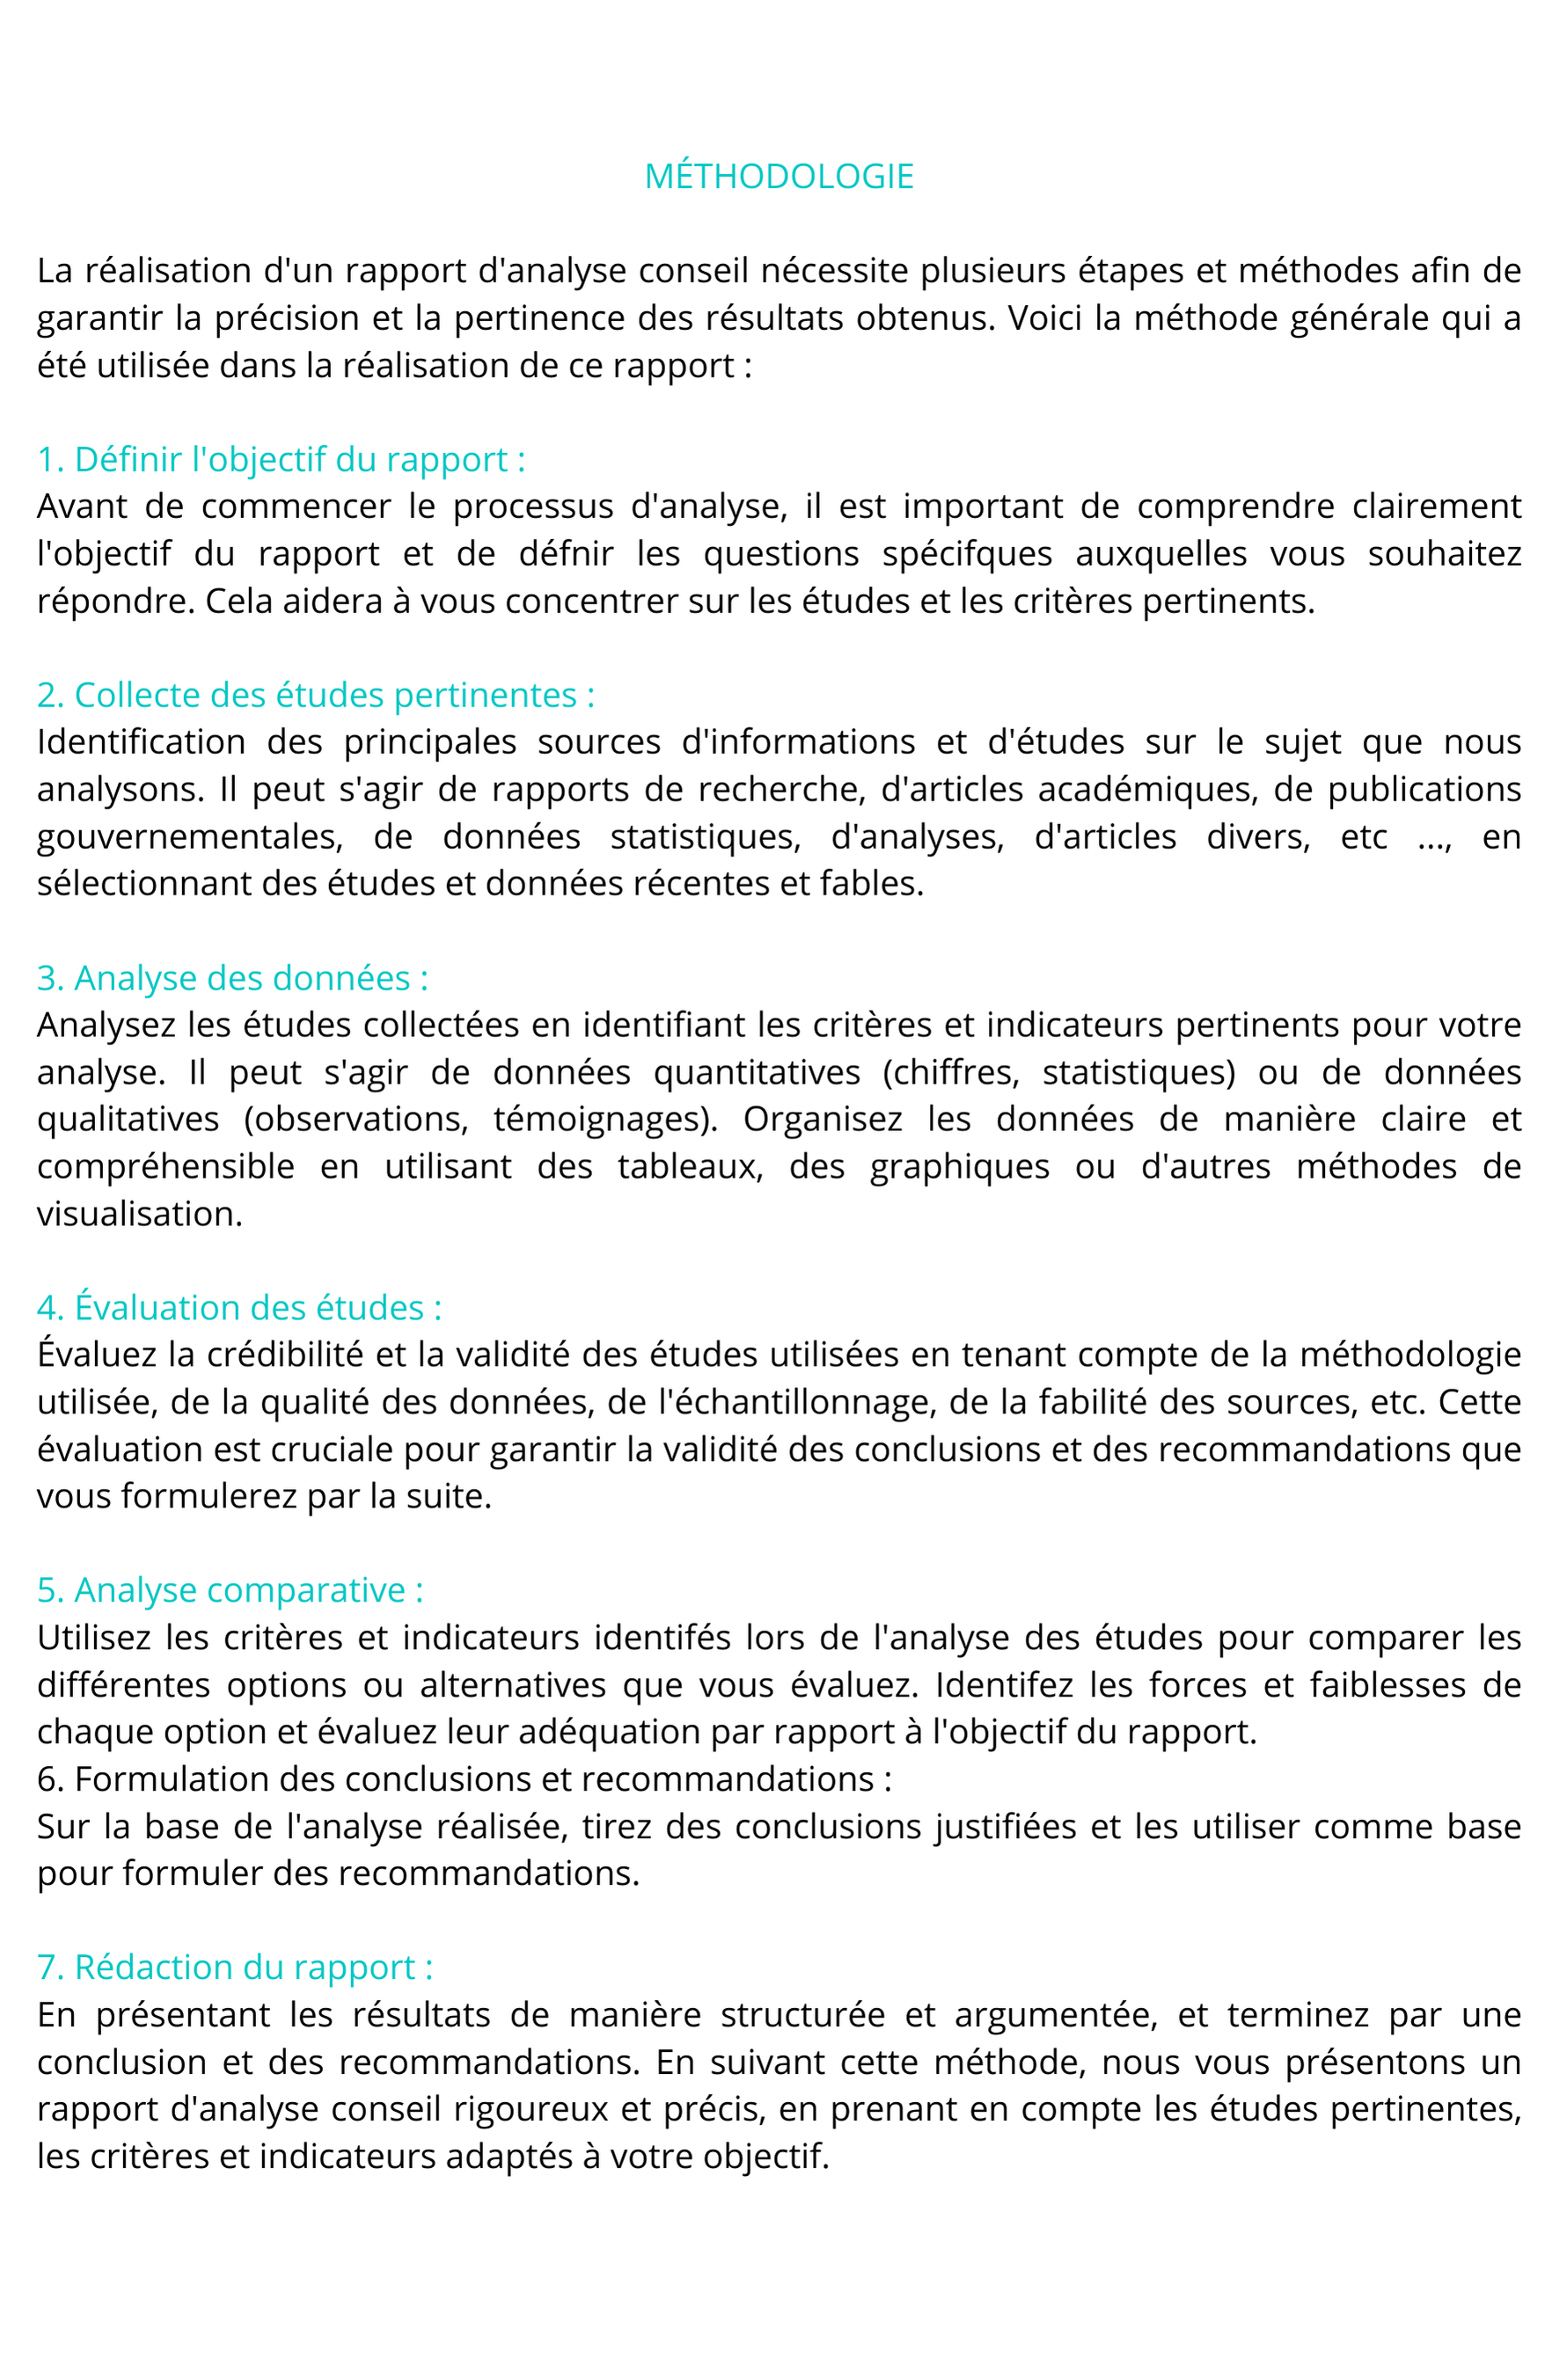 MÉTHODOLOGIE
La réalisation d'un rapport d'analyse conseil nécessite plusieurs étapes et méthodes afin de
garantir la précision et la pertinence des résultats obtenus. Voici la méthode générale qui a
été utilisée dans la réalisation de ce rapport :
1. Définir l'objectif du rapport :
Avant de commencer le processus d'analyse, il est important de comprendre clairement
l'objectif du rapport et de défnir les questions spécifques auxquelles vous souhaitez
répondre. Cela aidera à vous concentrer sur les études et les critères pertinents.
2. Collecte des études pertinentes :
Identification des principales sources d'informations et d'études sur le sujet que nous
analysons. Il peut s'agir de rapports de recherche, d'articles académiques, de publications
gouvernementales, de données statistiques, d'analyses, d'articles divers, etc ..., en
sélectionnant des études et données récentes et fables.
3. Analyse des données :
Analysez les études collectées en identifiant les critères et indicateurs pertinents pour votre
analyse. Il peut s'agir de données quantitatives (chiffres, statistiques) ou de données
qualitatives (observations, témoignages). Organisez les données de manière claire et
compréhensible en utilisant des tableaux, des graphiques ou d'autres méthodes de
visualisation.
4. Évaluation des études :
Évaluez la crédibilité et la validité des études utilisées en tenant compte de la méthodologie
utilisée, de la qualité des données, de l'échantillonnage, de la fabilité des sources, etc. Cette
évaluation est cruciale pour garantir la validité des conclusions et des recommandations que
vous formulerez par la suite.
5. Analyse comparative :
Utilisez les critères et indicateurs identifés lors de l'analyse des études pour comparer les
différentes options ou alternatives que vous évaluez. Identifez les forces et faiblesses de
chaque option et évaluez leur adéquation par rapport à l'objectif du rapport.
6. Formulation des conclusions et recommandations :
Sur la base de l'analyse réalisée, tirez des conclusions justifiées et les utiliser comme base
pour formuler des recommandations.
7. Rédaction du rapport :
En présentant les résultats de manière structurée et argumentée, et terminez par une
conclusion et des recommandations. En suivant cette méthode, nous vous présentons un
rapport d'analyse conseil rigoureux et précis, en prenant en compte les études pertinentes,
les critères et indicateurs adaptés à votre objectif.